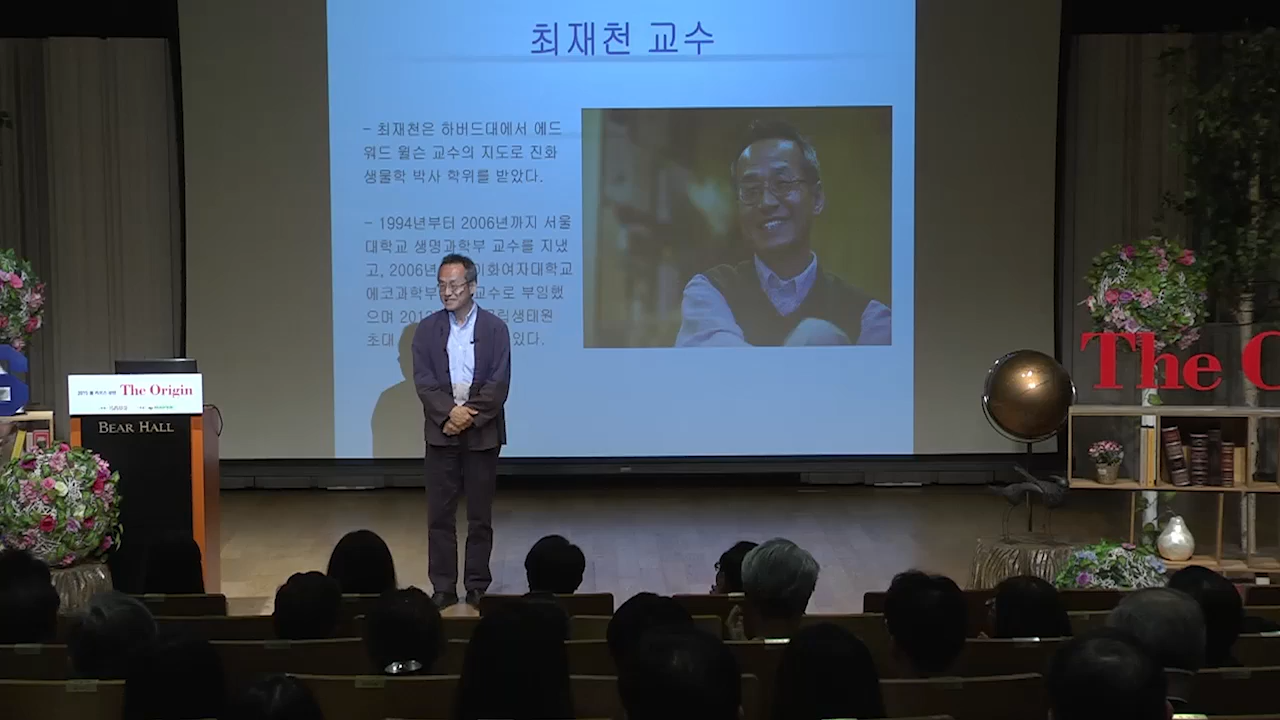 최재천 교수
- 최재천은 하버드대에서 에드
워드 윌슨 교수의 지도로 진화
생물학 박사 학위를 받았다.
- 1994년부터 2006년까지 서울
대학교 생명과학부 교수를 지냈
고, 2006년 이화여자대학교
에코과학부 교수로 부임했
으며 국립생태원
초대 있다.
The Origin
BEAR HALL
The O